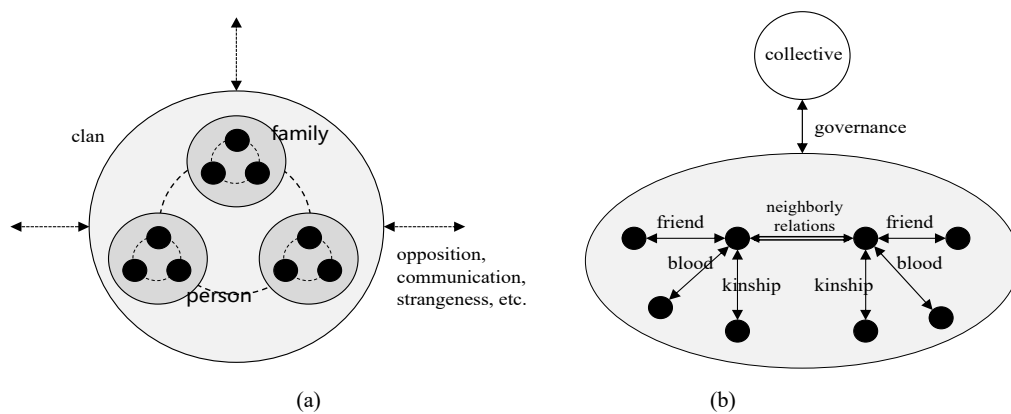 clan
family
person
opposition,
communication,
strangeness, etc.
(a)
collective
governance
neighborly
relations
friend
friend
blood
blood
kinship
kinship
(b)